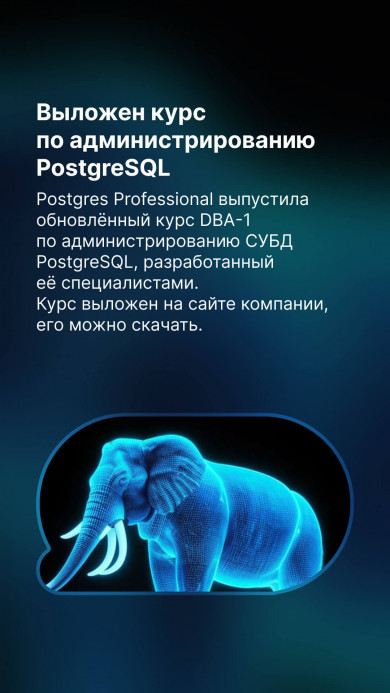 Выложен курс
по администрированию
PostgreSQL
Postgres Professional выпустила
обновлённый курс DBA-1
по администрированию СУБД
PostgreSQL, разработанный
её специалистами.
Курс выложен на сайте компании,
его можно скачать.